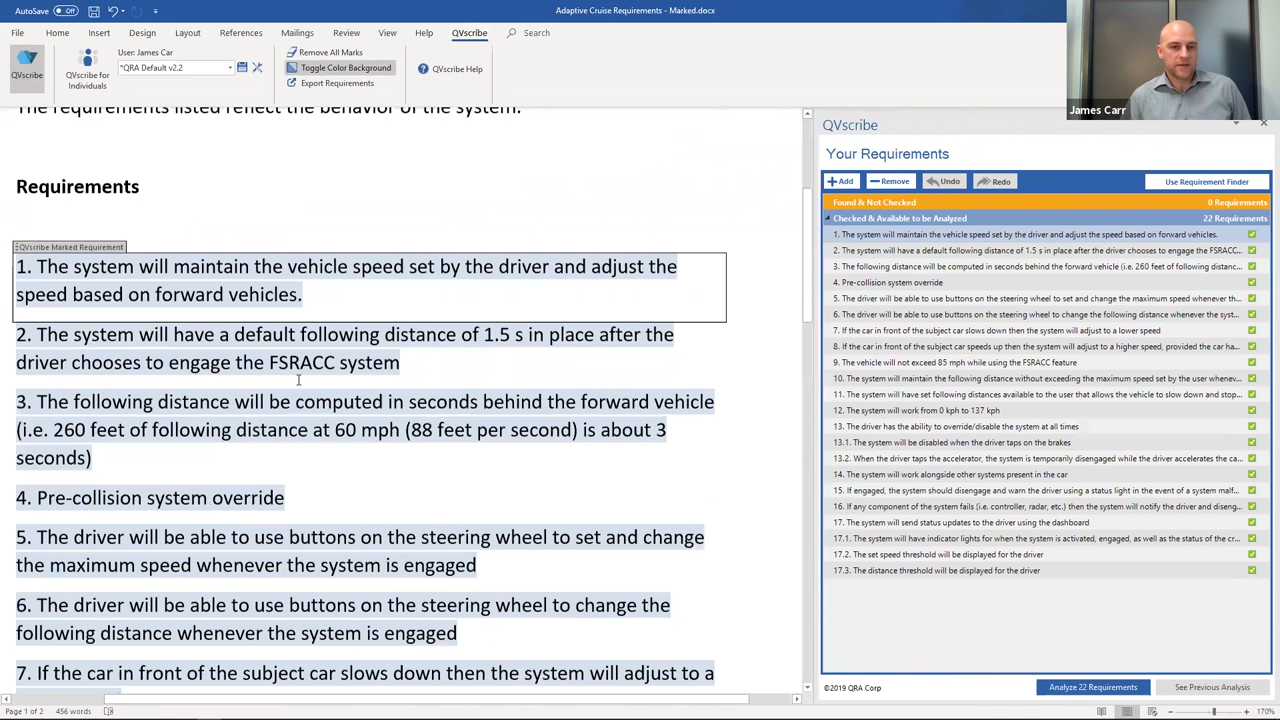 AutoSave Off
Adaptive Cruise Requirements - Marked.docx
File Home Insert Design Layout References Mailings Review View Help QVscribe Search
QVscribe
QVscribe for
Individuals
User: James Car
*QRA Default v2.2
Remove All Marks
Toggle Color Background
Export Requirements
QVscribe Help
James Carr
The requirements listed reflect the behavior of the system.
Requirements
QVscribe Marked Requirement
1. The system will maintain the vehicle speed set by the driver and adjust the
speed based on forward vehicles.
2. The system will have a default following distance of 1.5 s in place after the
driver chooses to engage the FSRACC system
3. The following distance will be computed in seconds behind the forward vehicle
(i.e. 260 feet of following distance at 60 mph (88 feet per second) is about 3
seconds)
4. Pre-collision system override
5. The driver will be able to use buttons on the steering wheel to set and change
the maximum speed whenever the system is engaged
6. The driver will be able to use buttons on the steering wheel to change the
following distance whenever the system is engaged
7. If the car in front of the subject car slows down then the system will adjust to a
QVscribe
Your Requirements
Add Remove Undo Redo Use Requirement Finder
Found & Not Checked 0 Requirements
Checked & Available to be Analyzed 22 Requirements
1. The system will maintain the vehicle speed set by the driver and adjust the speed based on forward vehicles.
2. The system will have a default following distance of 1.5 s in place after the driver chooses to engage the FSRACC...
3. The following distance will be computed in seconds behind the forward vehicle (i.e. 260 feet of following distanc...
4. Pre-collision system override
5. The driver will be able to use buttons on the steering wheel to set and change the maximum speed whenever th...
6. The driver will be able to use buttons on the steering wheel to change the following distance whenever the syst...
7. If the car in front of the subject car slows down then the system will adjust to a lower speed
8. If the car in front of the subject car speeds up then the system will adjust to a higher speed, provided the car ha...
9. The vehicle will not exceed 85 mph while using the FSRACC feature
10. The system will maintain the following distance without exceeding the maximum speed set by the user whenev...
11. The system will have set following distances available to the user that allows the vehicle to slow down and stop...
12. The system will work from 0 kph to 137 kph
13. The driver has the ability to override/disable the system at all times
13.1. The system will be disabled when the driver taps on the brakes
13.2. When the driver taps the accelerator, the system is temporarily disengaged while the driver accelerates the ca...
14. The system will work alongside other systems present in the car
15. If engaged, the system should disengage and warn the driver using a status light in the event of a system malf...
16. If any component of the system fails (i.e. controller, radar, etc.) then the system will notify the driver and diseng...
17. The system will send status updates to the driver using the dashboard
17.1. The system will have indicator lights for when the system is activated, engaged, as well as the status of the cr...
17.2. The set speed threshold will be displayed for the driver
17.3. The distance threshold will be displayed for the driver
©2019 QRA Corp
Analyze 22 Requirements
See Previous Analysis
Page 1 of 2 456 words
170%